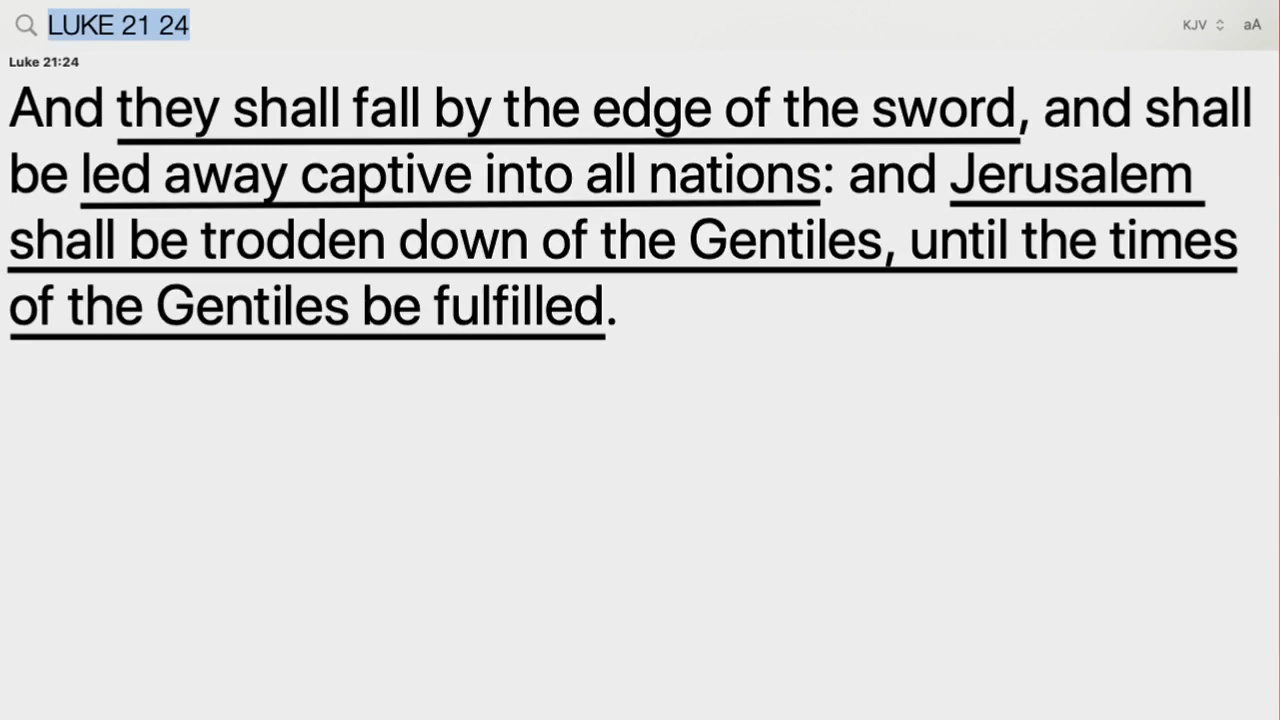 LUKE 21 24
KJV
aA
Luke 21:24
And they shall fall by the edge of the sword, and shall
be led away captive into all nations: and Jerusalem
shall be trodden down of the Gentiles, until the times
of the Gentiles be fulfilled.